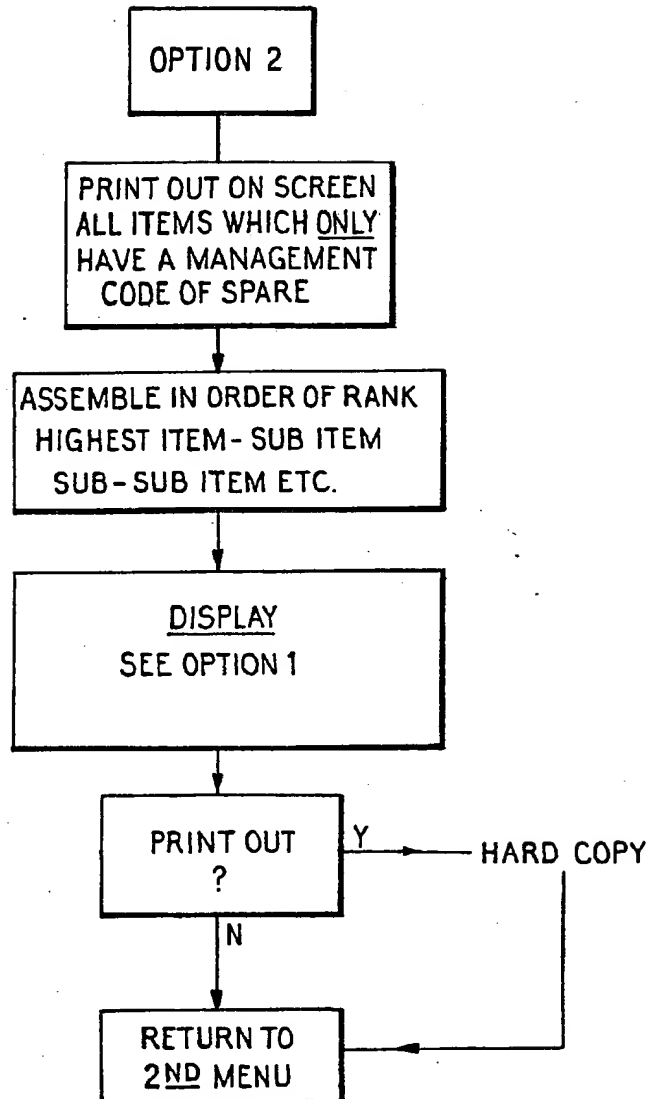 OPTION 2
PRINT OUT ON SCREEN
ALL ITEMS WHICH ONLY
HAVE A MANAGEMENT
CODE OF SPARE
ASSEMBLE IN ORDER OF RANK
HIGHEST ITEM - SUB ITEM
SUB - SUB ITEM ETC.
DISPLAY
SEE OPTION 1
PRINT OUT
?
Y
HARD COPY
N
RETURN TO
2ND MENU